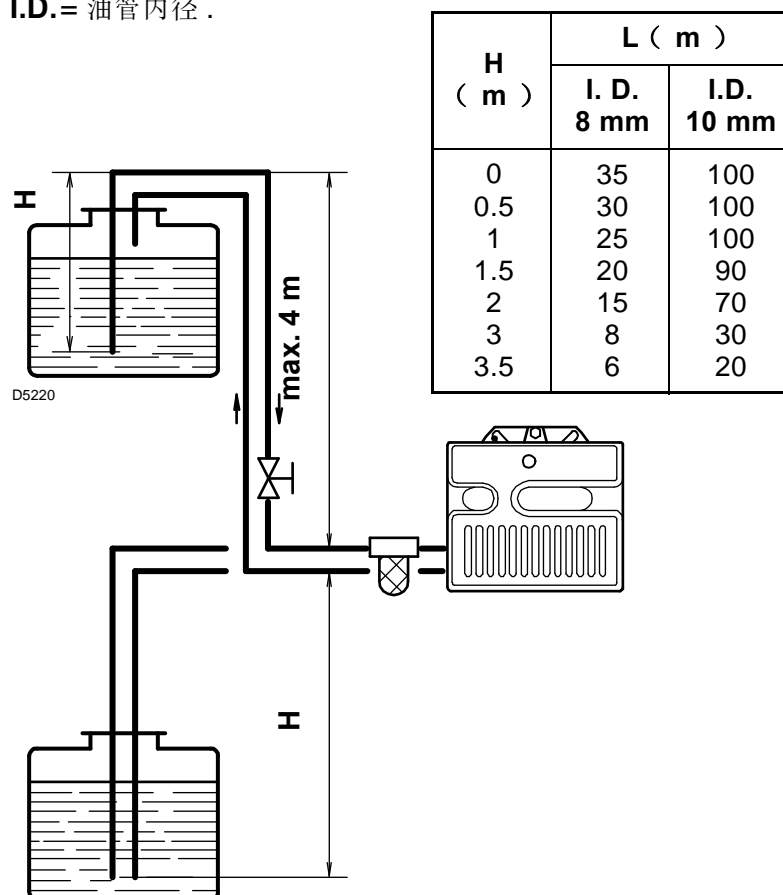 I.D.= 油管内径 .
H
( m )
L ( m )
I. D.
8 mm
I.D.
10 mm
0 35 100
0.5 30 100
1 25 100
1.5 20 90
2 15 70
3 8 30
3.5 6 20
H
max. 4 m
D5220
H